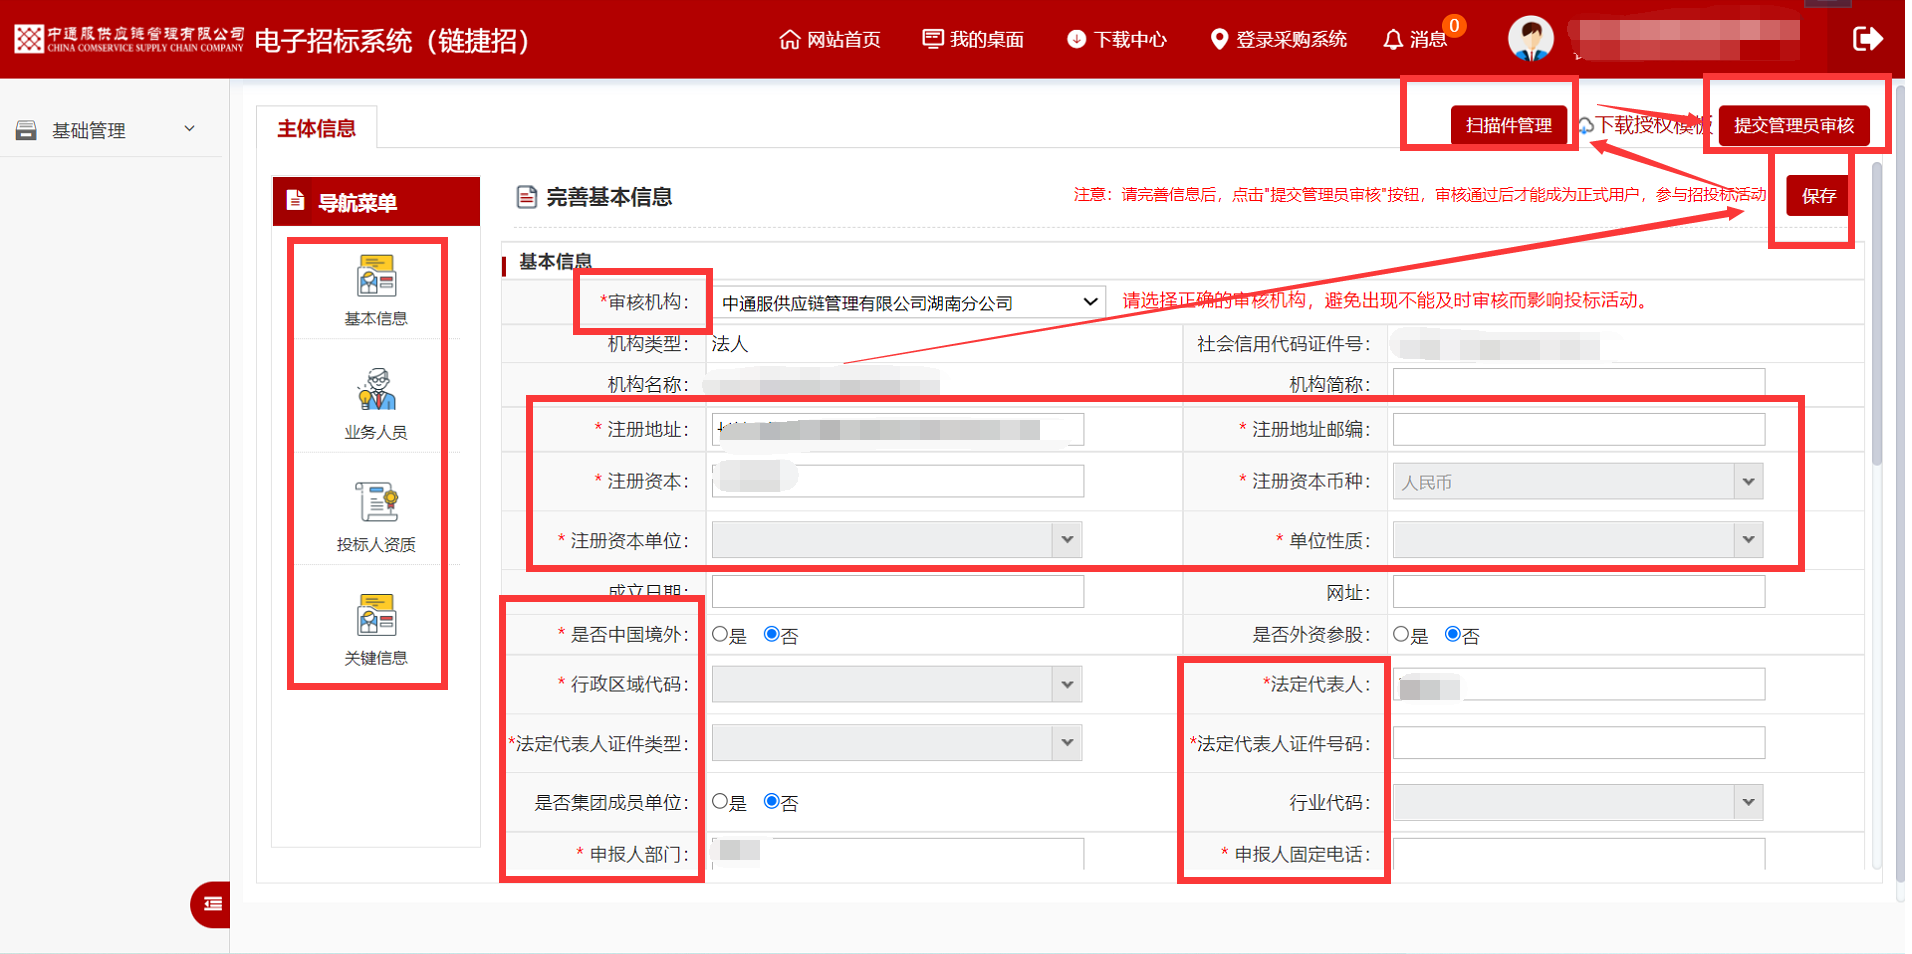 中通服供应链管理有限公司
CHINA COMSERVICE SUPPLY CHAIN COMPANY
电子招标系统（链捷招）
网站首页
我的桌面
下载中心
登录采购系统
消息
0
基础管理
主体信息
扫描件管理
下载授权模板
提交管理员审核
导航菜单
基本信息
业务人员
投标人资质
关键信息
完善基本信息
注意：请完善信息后，点击"提交管理员审核"按钮，审核通过后才能成为正式用户，参与招投标活动
保存
基本信息
*审核机构： 中通服供应链管理有限公司湖南分公司 请选择正确的审核机构，避免出现不能及时审核而影响投标活动。
机构类型： 法人 社会信用代码证件号：
机构名称： 机构简称：
* 注册地址： * 注册地址邮编：
* 注册资本： * 注册资本币种： 人民币
* 注册资本单位： * 单位性质：
成立日期： 网址：
* 是否中国境外： 是 否 是否外资参股： 是 否
* 行政区域代码： *法定代表人：
*法定代表人证件类型： *法定代表人证件号码：
是否集团成员单位： 是 否 行业代码：
* 申报人部门： * 申报人固定电话：